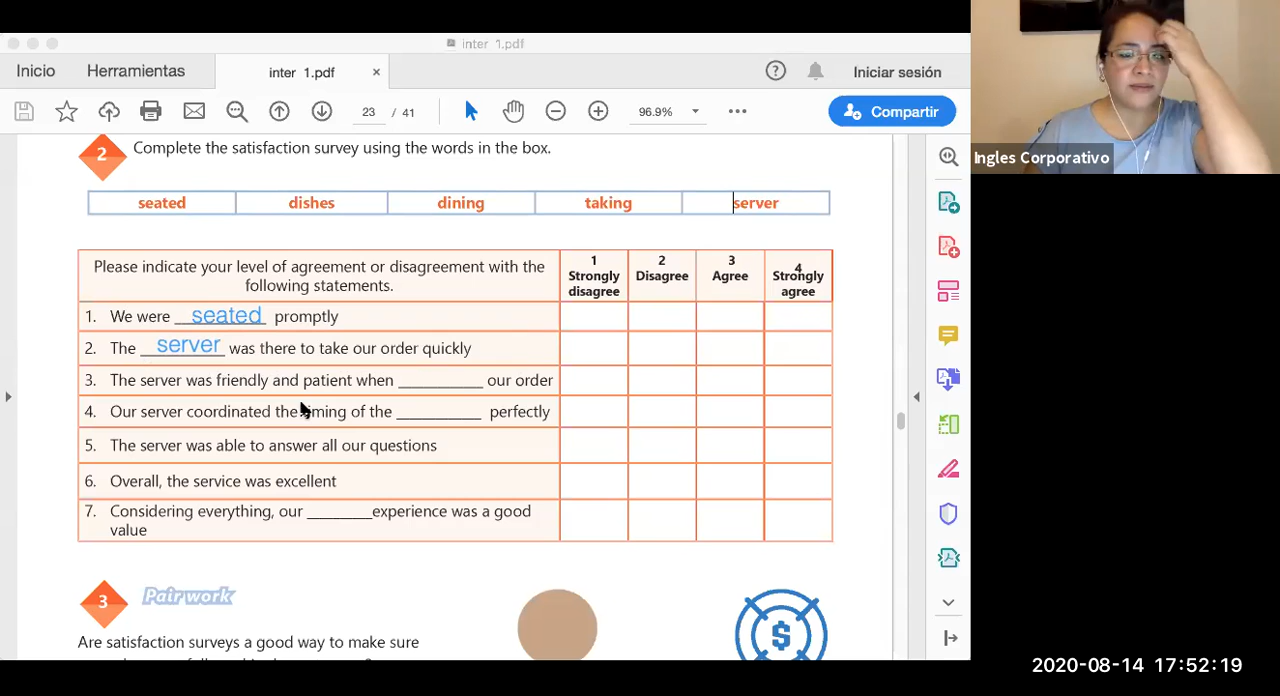 inter 1.pdf
Inicio
Herramientas
inter 1.pdf
×
Iniciar sesión
23 / 41
96.9%
Compartir
Ingles Corporativo
2 Complete the satisfaction survey using the words in the box.
seated dishes dining taking server
Please indicate your level of agreement or disagreement with the
following statements.
1
Strongly
disagree
2
Disagree
3
Agree
4
Strongly
agree
1. We were seated promptly
2. The server was there to take our order quickly
3. The server was friendly and patient when __________ our order
4. Our server coordinated the timing of the __________ perfectly
5. The server was able to answer all our questions
6. Overall, the service was excellent
7. Considering everything, our ________experience was a good
value
3 Pair work
$
Are satisfaction surveys a good way to make sure
2020-08-14 17:52:19